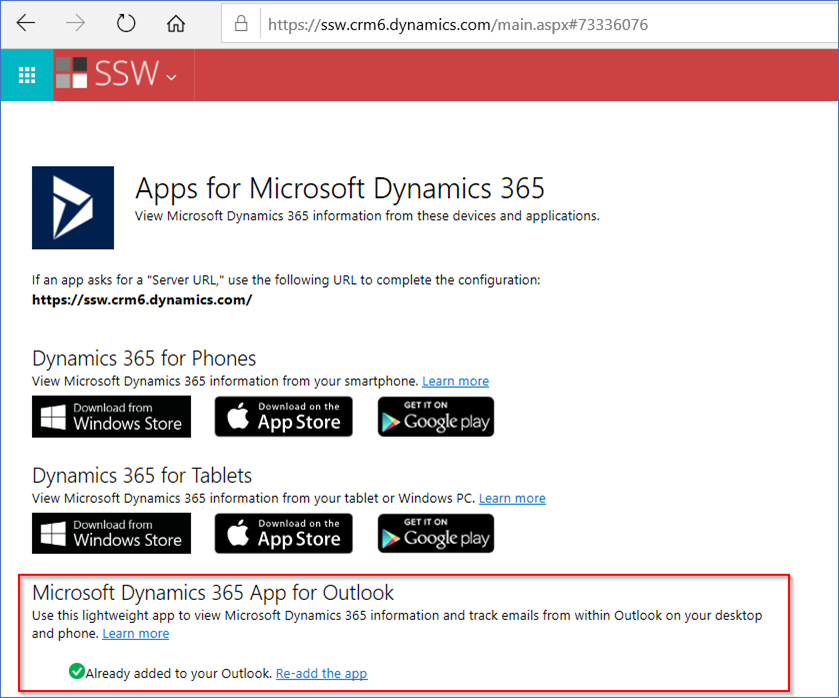 https://ssw.crm6.dynamics.com/main.aspx#73336076
SSW
Apps for Microsoft Dynamics 365
View Microsoft Dynamics 365 information from these devices and applications.
If an app asks for a "Server URL," use the following URL to complete the configuration:
https://ssw.crm6.dynamics.com/
Dynamics 365 for Phones
View Microsoft Dynamics 365 information from your smartphone. Learn more
Download from
Windows Store
Download on the
App Store
GET IT ON
Google play
Dynamics 365 for Tablets
View Microsoft Dynamics 365 information from your tablet or Windows PC. Learn more
Download from
Windows Store
Download on the
App Store
GET IT ON
Google play
Microsoft Dynamics 365 App for Outlook
Use this lightweight app to view Microsoft Dynamics 365 information and track emails from within Outlook on your desktop
and phone. Learn more
Already added to your Outlook. Re-add the app